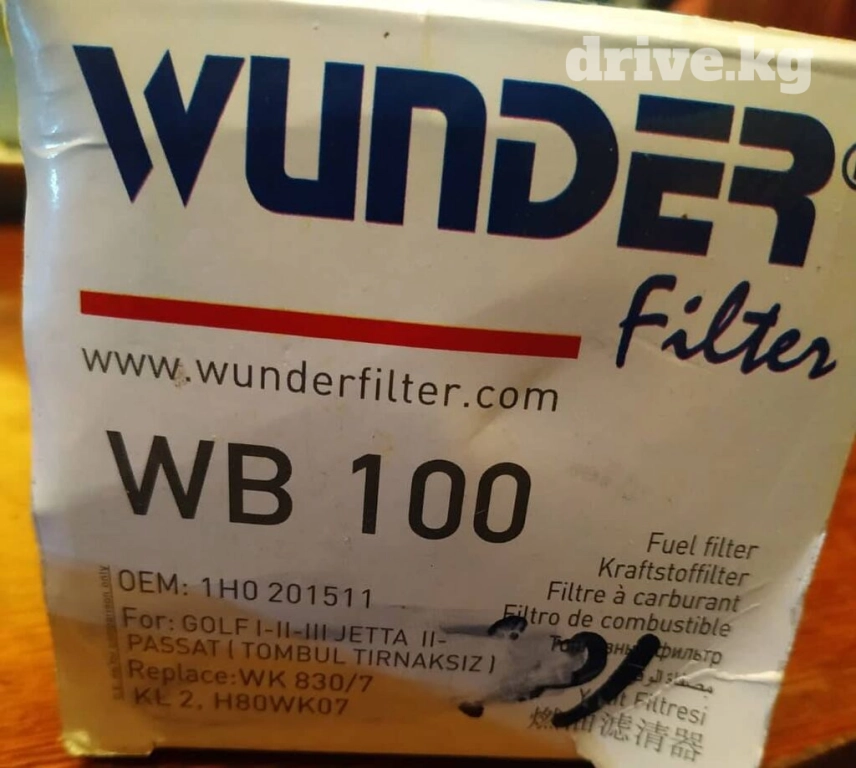 drive.kg
WUNDER®
Filter
www.wunderfilter.com
WB 100
Fuel filter
Kraftstoffilter
Filtre à carburant
Filtro de combustible
фильтр
Filtresi
滤清器
OEM: 1H0 201511
For: GOLF I-II-III JETTA II-
PASSAT ( TOMBUL TIRNAKSIZ )
Replace:WK 830/7
KL 2, H80WK07